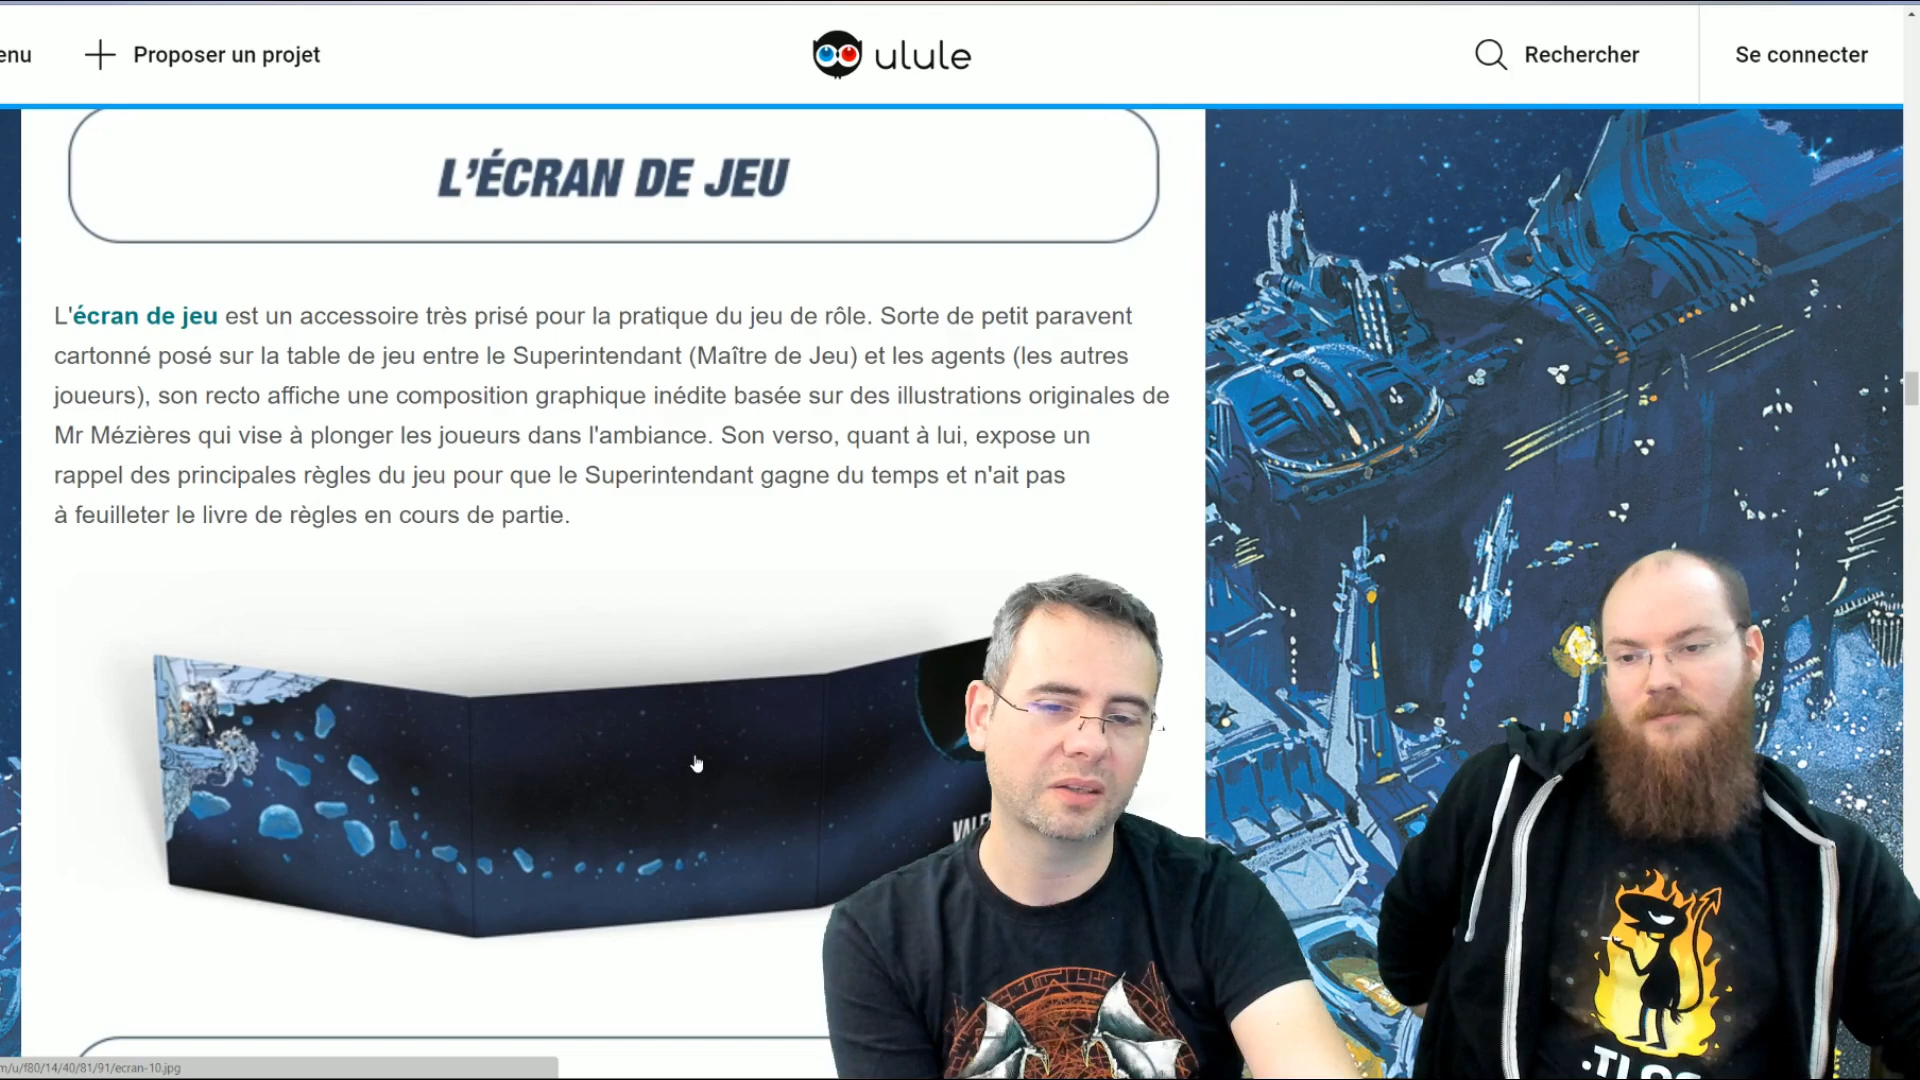 enu
Proposer un projet
ulule
Rechercher
Se connecter
L'ÉCRAN DE JEU
L'écran de jeu est un accessoire très prisé pour la pratique du jeu de rôle. Sorte de petit paravent
cartonné posé sur la table de jeu entre le Superintendant (Maître de Jeu) et les agents (les autres
joueurs), son recto affiche une composition graphique inédite basée sur des illustrations originales de
Mr Mézières qui vise à plonger les joueurs dans l'ambiance. Son verso, quant à lui, expose un
rappel des principales règles du jeu pour que le Superintendant gagne du temps et n'ait pas
à feuilleter le livre de règles en cours de partie.
VALE
m/u/f80/14/40/81/91/ecran-10.jpg